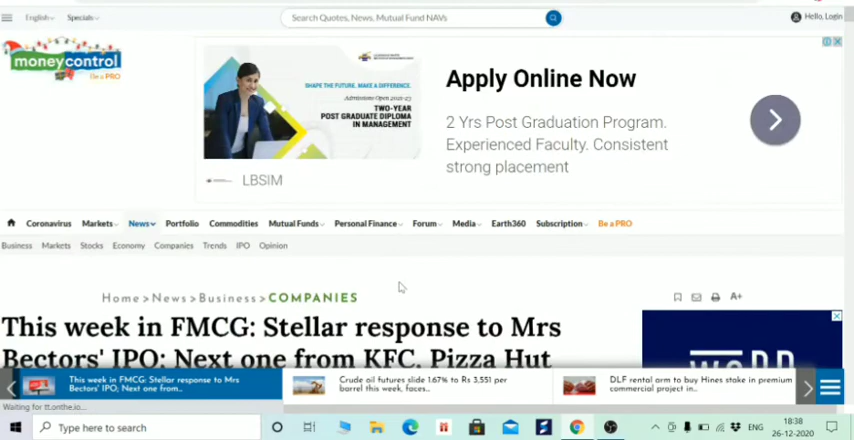 English Specials
Search Quotes, News, Mutual Fund NAVs
Hello, Login
moneycontrol
Be a PRO
SHAPE THE FUTURE. MAKE A DIFFERENCE.
Admissions Open 2021-23
TWO-YEAR
POST GRADUATE DIPLOMA
IN MANAGEMENT
LBSIM
Apply Online Now
2 Yrs Post Graduation Program.
Experienced Faculty. Consistent
strong placement
Coronavirus Markets News Portfolio Commodities Mutual Funds Personal Finance Forum Media Earth360 Subscription Be a PRO
Business Markets Stocks Economy Companies Trends IPO Opinion
Home > News > Business > COMPANIES
A++
This week in FMCG: Stellar response to Mrs
Bectors' IPO; Next one from KFC, Pizza Hut
This week in FMCG: Stellar response to Mrs
Bectors' IPO; Next one from..
Crude oil futures slide 1.67% to Rs 3,551 per
barrel this week, faces..
DLF rental arm to buy Hines stake in premium
commercial project in..
Waiting for tt.onthe.io...
Type here to search
ENG
18:38
26-12-2020